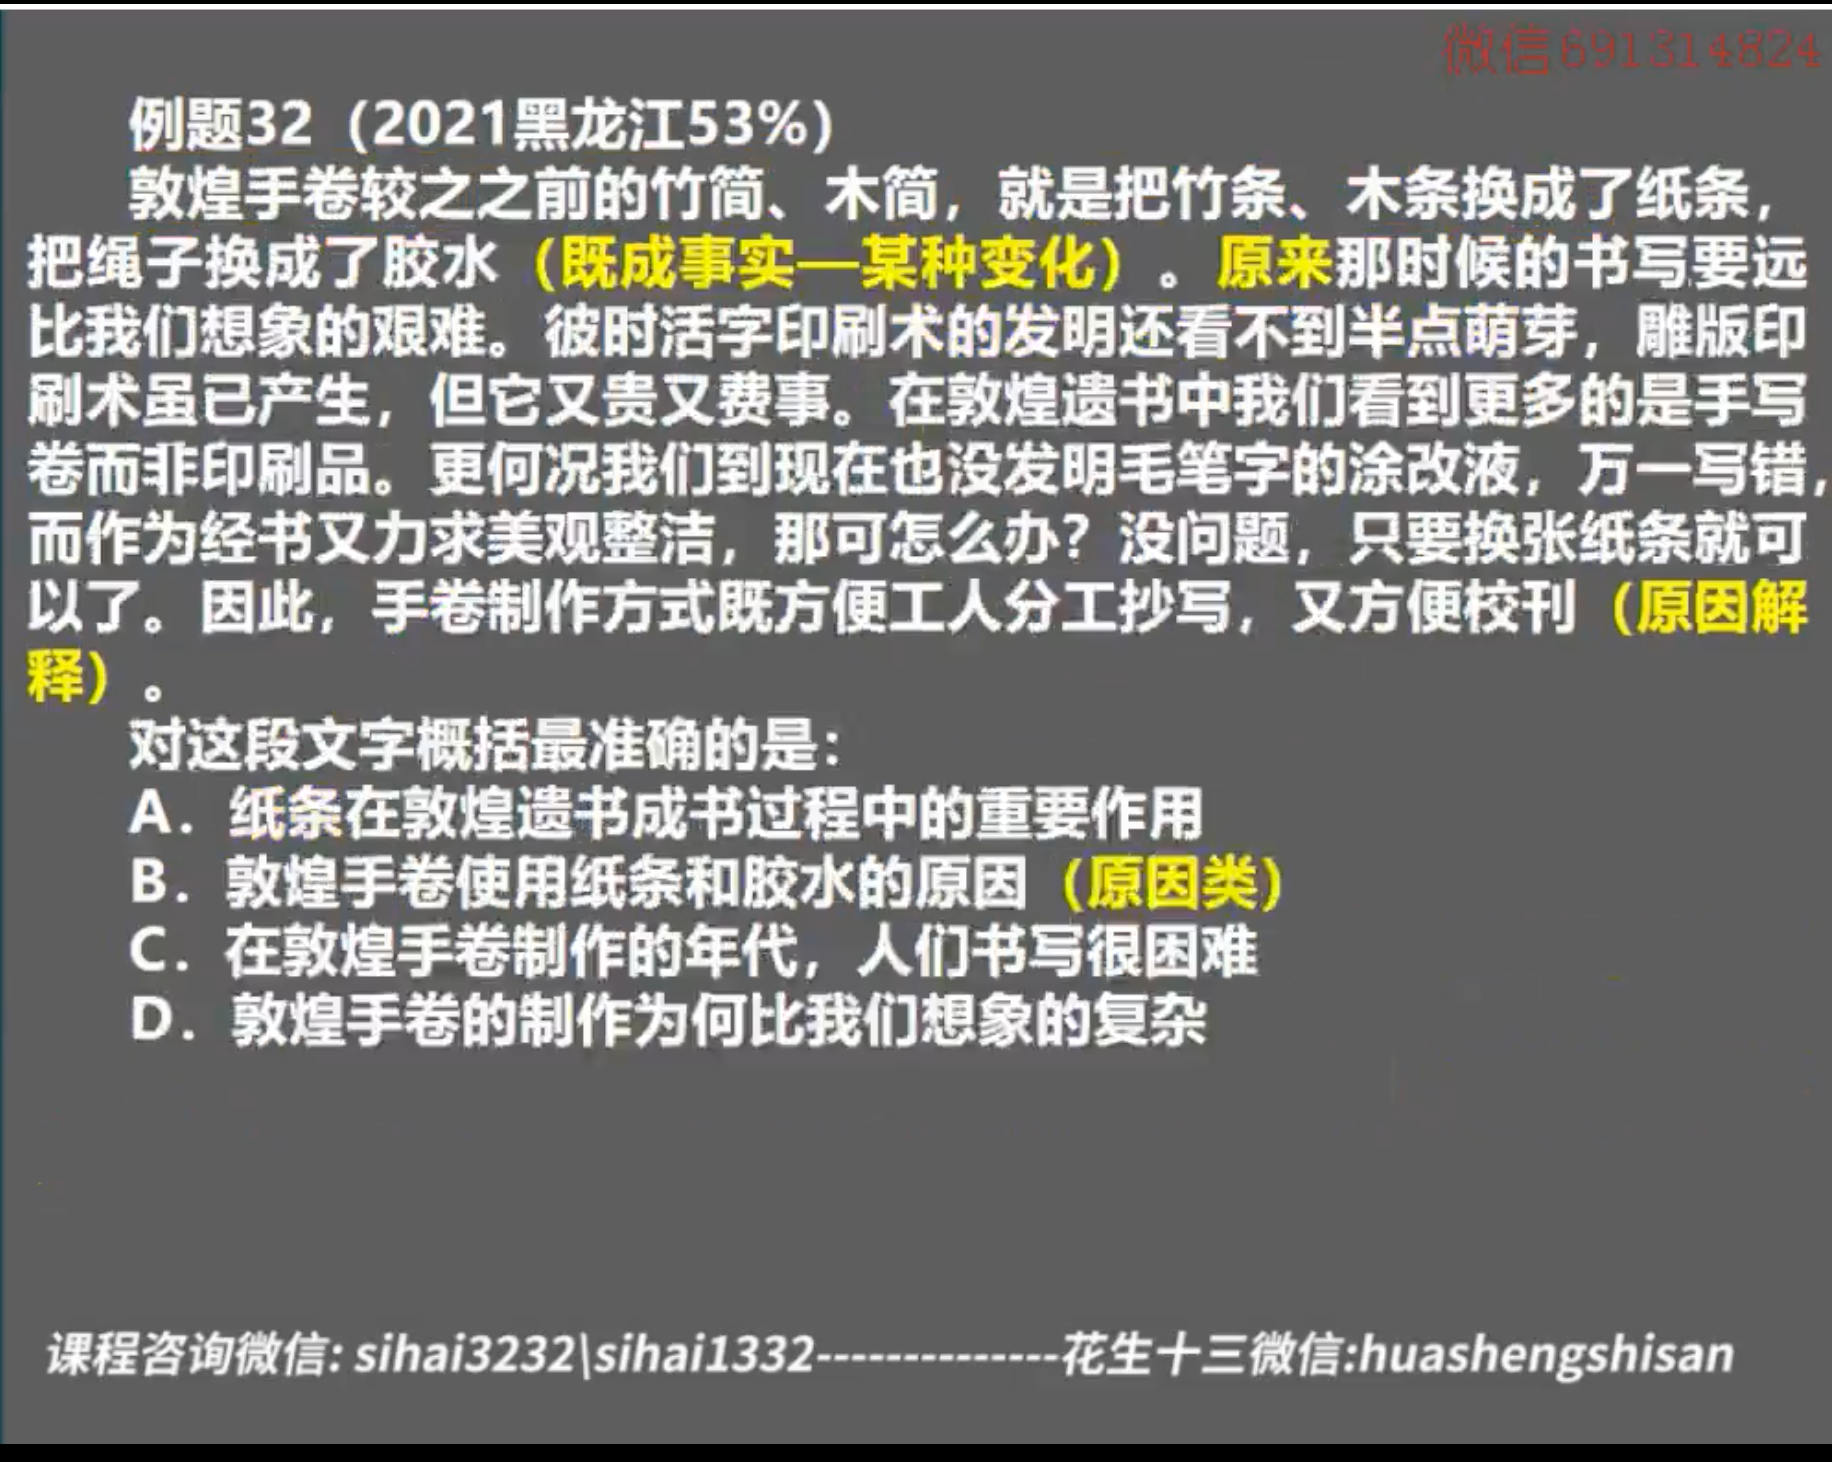 微信691314824
例题32（2021黑龙江53%）
敦煌手卷较之之前的竹简、木简，就是把竹条、木条换成了纸条，
把绳子换成了胶水（既成事实—某种变化）。原来那时候的书写要远
比我们想象的艰难。彼时活字印刷术的发明还看不到半点萌芽，雕版印
刷术虽已产生，但它又贵又费事。在敦煌遗书中我们看到更多的是手写
卷而非印刷品。更何况我们到现在也没发明毛笔字的涂改液，万一写错，
而作为经书又力求美观整洁，那可怎么办？没问题，只要换张纸条就可
以了。因此，手卷制作方式既方便工人分工抄写，又方便校刊（原因解
释）。
对这段文字概括最准确的是：
A．纸条在敦煌遗书成书过程中的重要作用
B．敦煌手卷使用纸条和胶水的原因（原因类）
C．在敦煌手卷制作的年代，人们书写很困难
D．敦煌手卷的制作为何比我们想象的复杂
课程咨询微信: sihai3232\sihai1332--------------花生十三微信:huashengshisan